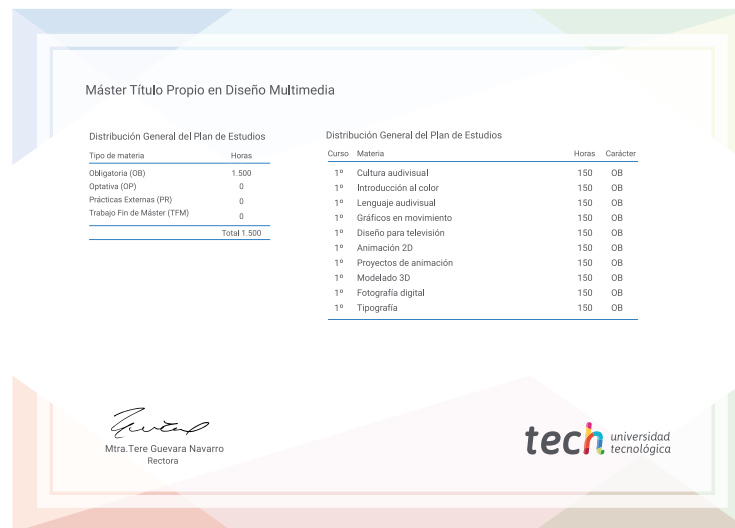 Máster Título Propio en Diseño Multimedia
Distribución General del Plan de Estudios
Tipo de materia Horas
Obligatoria (OB) 1.500
Optativa (OP) 0
Prácticas Externas (PR) 0
Trabajo Fin de Máster (TFM) 0
Total 1.500
Distribución General del Plan de Estudios
Curso Materia Horas Carácter
1º Cultura audivisual 150 OB
1º Introducción al color 150 OB
1º Lenguaje audivisual 150 OB
1º Gráficos en movimiento 150 OB
1º Diseño para televisión 150 OB
1º Animación 2D 150 OB
1º Proyectos de animación 150 OB
1º Modelado 3D 150 OB
1º Fotografía digital 150 OB
1º Tipografía 150 OB
Mtra.Tere Guevara Navarro
Rectora
tech universidad
tecnológica